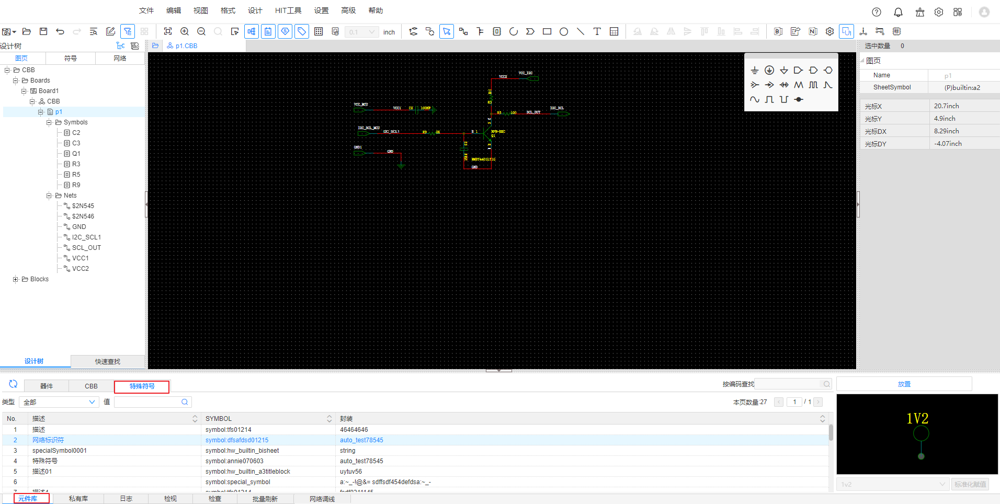 文件 编辑 视图 格式 设计 HIT工具 设置 高级 帮助
0.1 inch
设计树
p1.CBB
选中数量 0
图页 符号 网络
图页
CBB
Boards
Board1
CBB
p1
Symbols
C2
C3
Q1
R3
R5
R9
Nets
$2N545
$2N546
GND
I2C_SCL1
SCL_OUT
VCC1
VCC2
Blocks
设计树 快速查找
VCC_I2C
VCC2
R3
VCC_MCU
VCC1 C2 100NF
I2C_SCL
R5 100 SCL_OUT
3 C
I2C_SCL_MCU
I2C_SCL1 R9 2K B 1 NPN-BEC
Q1
C3
GND1
GND
MMBT4401LT1G
GND
Name p1
SheetSymbol (P)builtin:a2
光标X 20.7inch
光标Y 4.9inch
光标DX 8.29inch
光标DY -4.07inch
器件 CBB 特殊符号
按编码查找
放置
类型 全部 值
本页数量:27 1 / 1
No. 描述 SYMBOL 封装
1 描述 symbol:tfs01214 46464646
2 网络标识符 symbol:dfsafdsd01215 auto_test78545
3 specialSymbol0001 symbol:hw_builtin_bisheet string
4 特殊符号 symbol:annie070603 auto_test78545
5 描述01 symbol:hw_builtin_a3titleblock uytuv56
6 symbol:special_symbol a:~_-!@&= sdffsdf454defdsa:~_-
7 描述4 symbol:tfs01214 fsdf0211145
1V2
1v2 标准化赋值
元件库 私有库 日志 检视 检查 批量刷新 网络调线